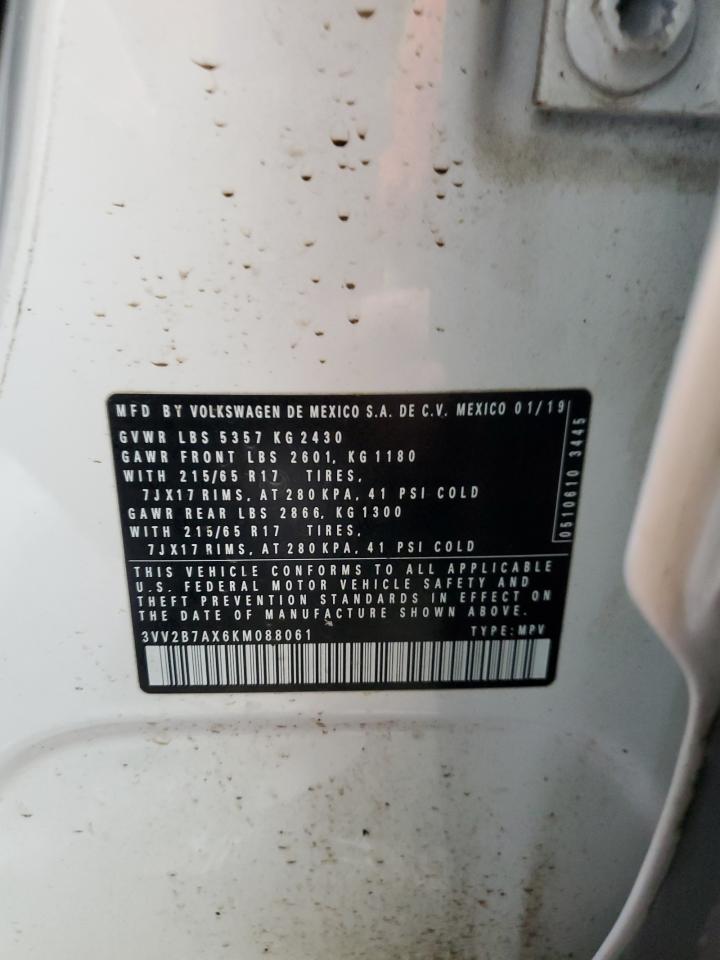 MFD BY VOLKSWAGEN DE MEXICO S.A. DE C.V. MEXICO 01/19
GVWR LBS 5357 KG 2430
GAWR FRONT LBS 2601, KG 1180
WITH 215/65 R17 TIRES,
7JX17 RIMS, AT 280 KPA, 41 PSI COLD
GAWR REAR LBS 2866, KG 1300
WITH 215/65 R17 TIRES,
7JX17 RIMS, AT 280 KPA, 41 PSI COLD
0510610 3445
THIS VEHICLE CONFORMS TO ALL APPLICABLE
U.S. FEDERAL MOTOR VEHICLE SAFETY AND
THEFT PREVENTION STANDARDS IN EFFECT ON
THE DATE OF MANUFACTURE SHOWN ABOVE.
3VV2B7AX6KM088061 TYPE: MPV